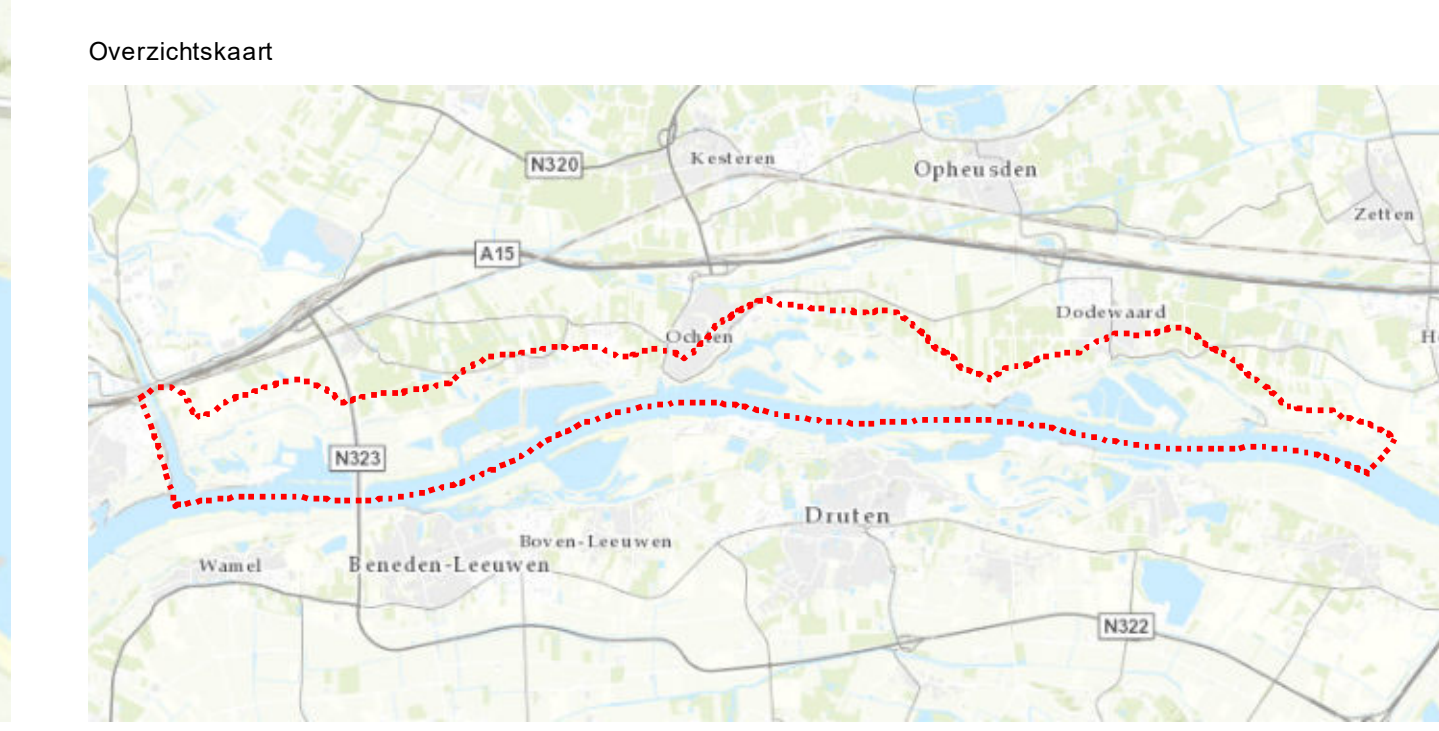 Overzichtskaart
Kesteren
N320
Opheusden
Zetten
A15
Dodewaard
Ochten
N323
Druten
Boven-Leeuwen
Wamel
Beneden-Leeuwen
N322